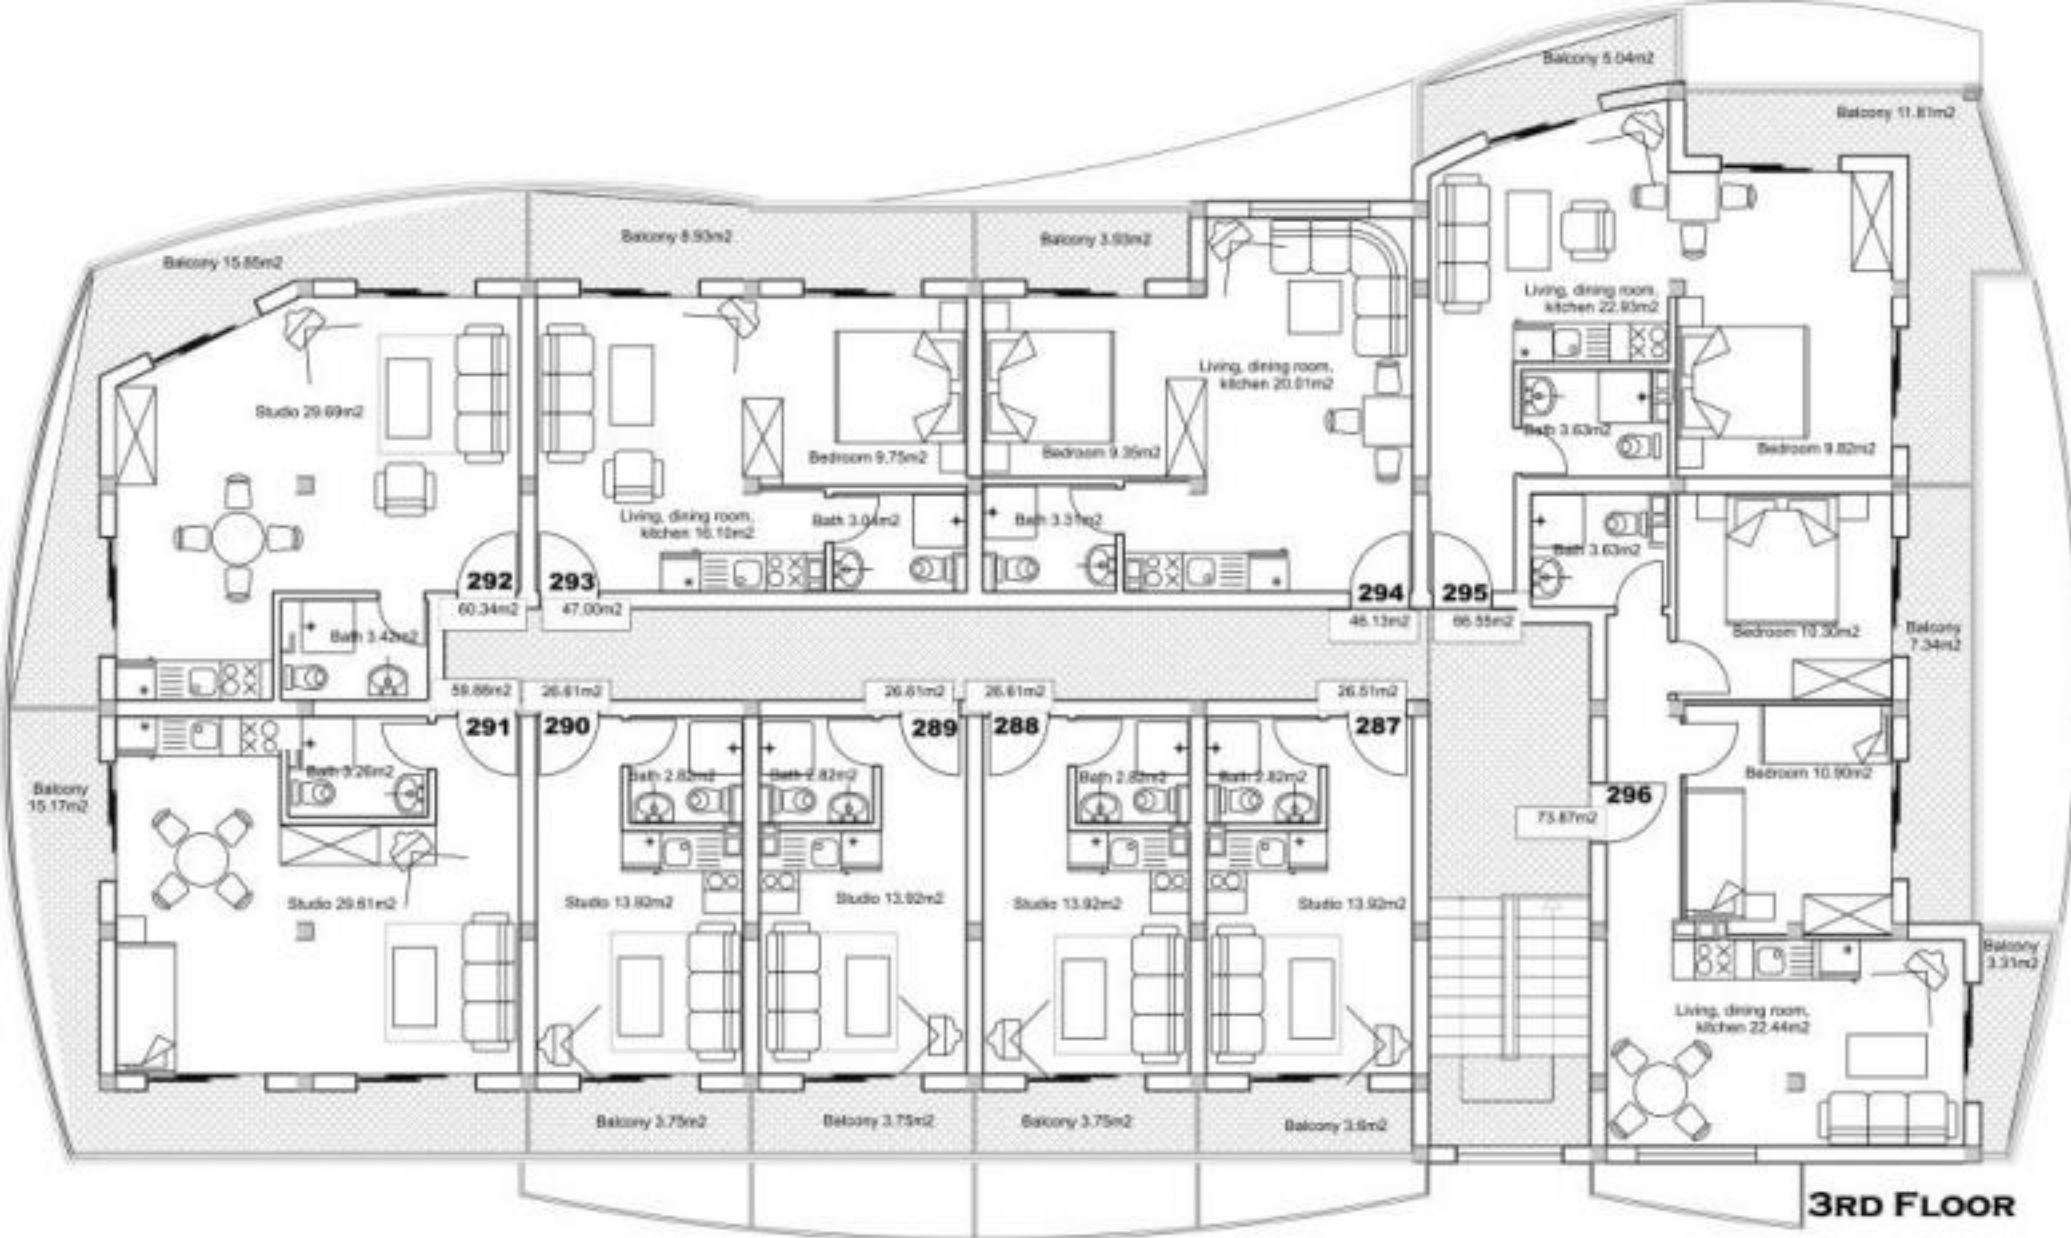 Balcony 5.04m2
Balcony 11.81m2
Balcony 15.85m2
Balcony 8.93m2
Balcony 3.93m2
Living, dining room,
kitchen 22.93m2
Studio 29.69m2
Living, dining room,
kitchen 20.01m2
Bedroom 9.75m2
Bedroom 9.35m2
Bath 3.63m2
Bedroom 9.82m2
Living, dining room,
kitchen 16.10m2
Bath 3.04m2
Bath 3.31m2
Bath 3.63m2
292
60.34m2
293
47.00m2
294
46.13m2
295
66.55m2
Bath 3.42m2
Bedroom 10.30m2
Balcony
7.34m2
59.88m2
291
26.61m2
290
26.61m2
289
26.61m2
288
26.51m2
287
Bath 3.26m2
Bath 2.82m2
Bath 2.82m2
Bath 2.82m2
Bath 2.82m2
Bedroom 10.90m2
Balcony
15.17m2
296
73.87m2
Studio 29.61m2
Studio 13.92m2
Studio 13.92m2
Studio 13.92m2
Studio 13.92m2
Balcony
3.31m2
Living, dining room,
kitchen 22.44m2
Balcony 3.75m2
Balcony 3.75m2
Balcony 3.75m2
Balcony 3.6m2
3RD FLOOR